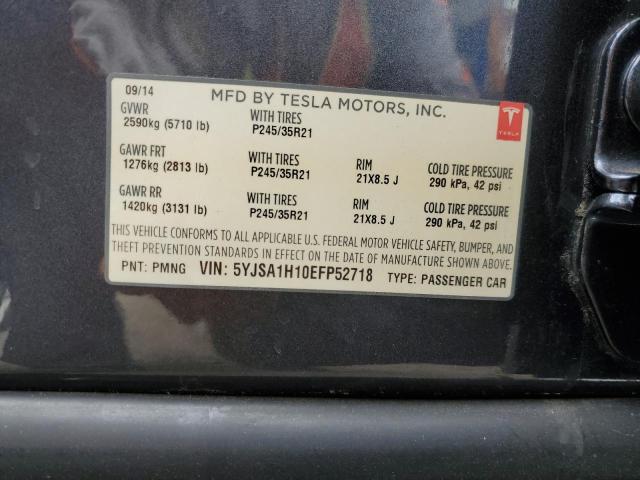 09/14 MFD BY TESLA MOTORS, INC.
GVWR WITH TIRES
2590kg (5710 lb) P245/35R21
TESLA
GAWR FRT WITH TIRES RIM COLD TIRE PRESSURE
1276kg (2813 lb) P245/35R21 21X8.5 J 290 kPa, 42 psi
GAWR RR WITH TIRES RIM COLD TIRE PRESSURE
1420kg (3131 lb) P245/35R21 21X8.5 J 290 kPa, 42 psi
THIS VEHICLE CONFORMS TO ALL APPLICABLE U.S. FEDERAL MOTOR VEHICLE SAFETY, BUMPER, AND
THEFT PREVENTION STANDARDS IN EFFECT ON THE DATE OF MANUFACTURE SHOWN ABOVE.
PNT: PMNG VIN: 5YJSA1H10EFP52718 TYPE: PASSENGER CAR